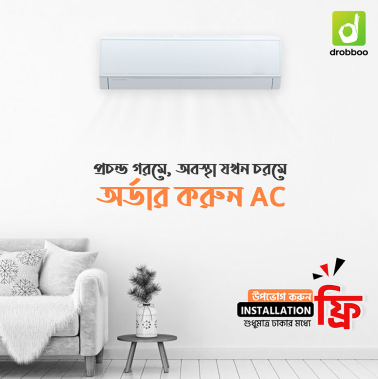 drobboo
প্রচন্ড গরমে, অবস্থা যখন চরমে
অর্ডার করুন AC
উপভোগ করুন
INSTALLATION
শুধুমাত্র ঢাকার মধ্যে
ফ্রি